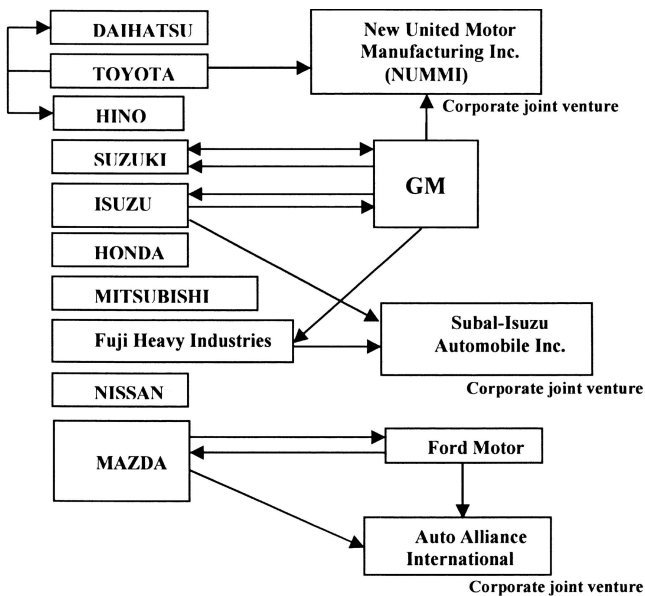 DAIHATSU
TOYOTA
HINO
SUZUKI
ISUZU
HONDA
MITSUBISHI
Fuji Heavy Industries
NISSAN
MAZDA
New United Motor
Manufacturing Inc.
(NUMMI)
Corporate joint venture
GM
Subal-Isuzu
Automobile Inc.
Corporate joint venture
Ford Motor
Auto Alliance
International
Corporate joint venture